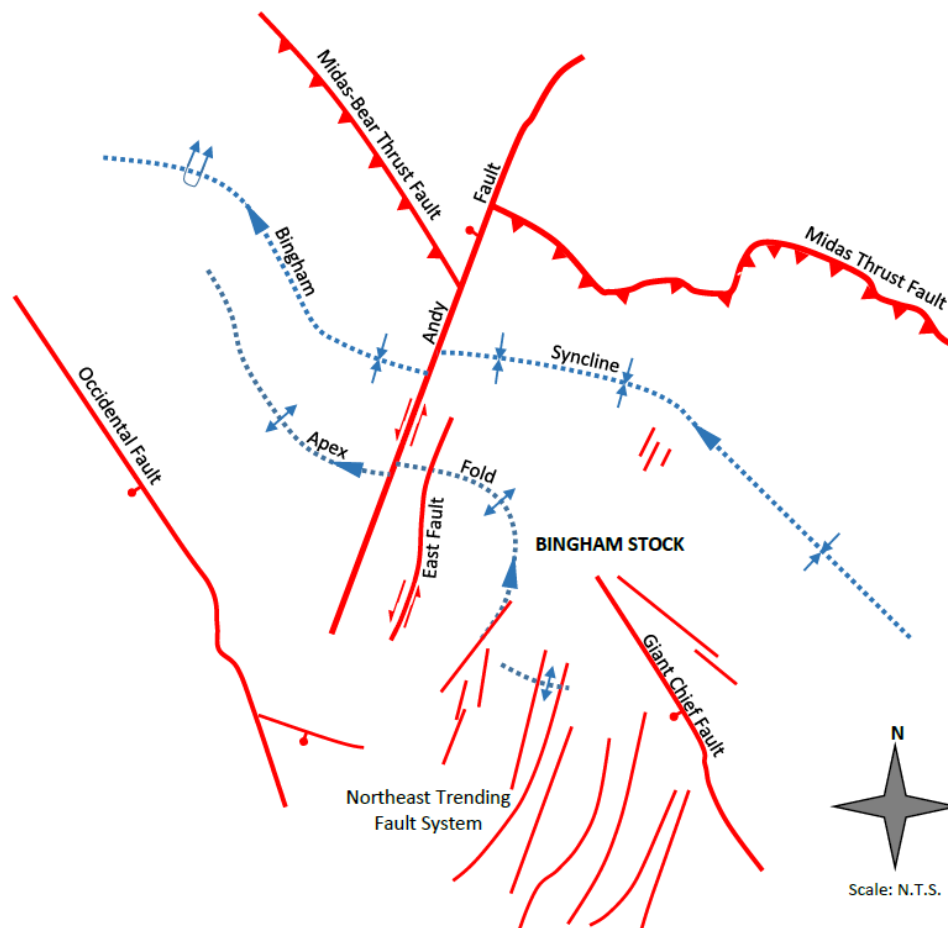 Midas-Bear Thrust Fault
Fault
Andy
Midas Thrust Fault
Bingham
Syncline
Occidental Fault
Apex
Fold
East Fault
BINGHAM STOCK
Giant Chief Fault
Northeast Trending
Fault System
N
Scale: N.T.S.